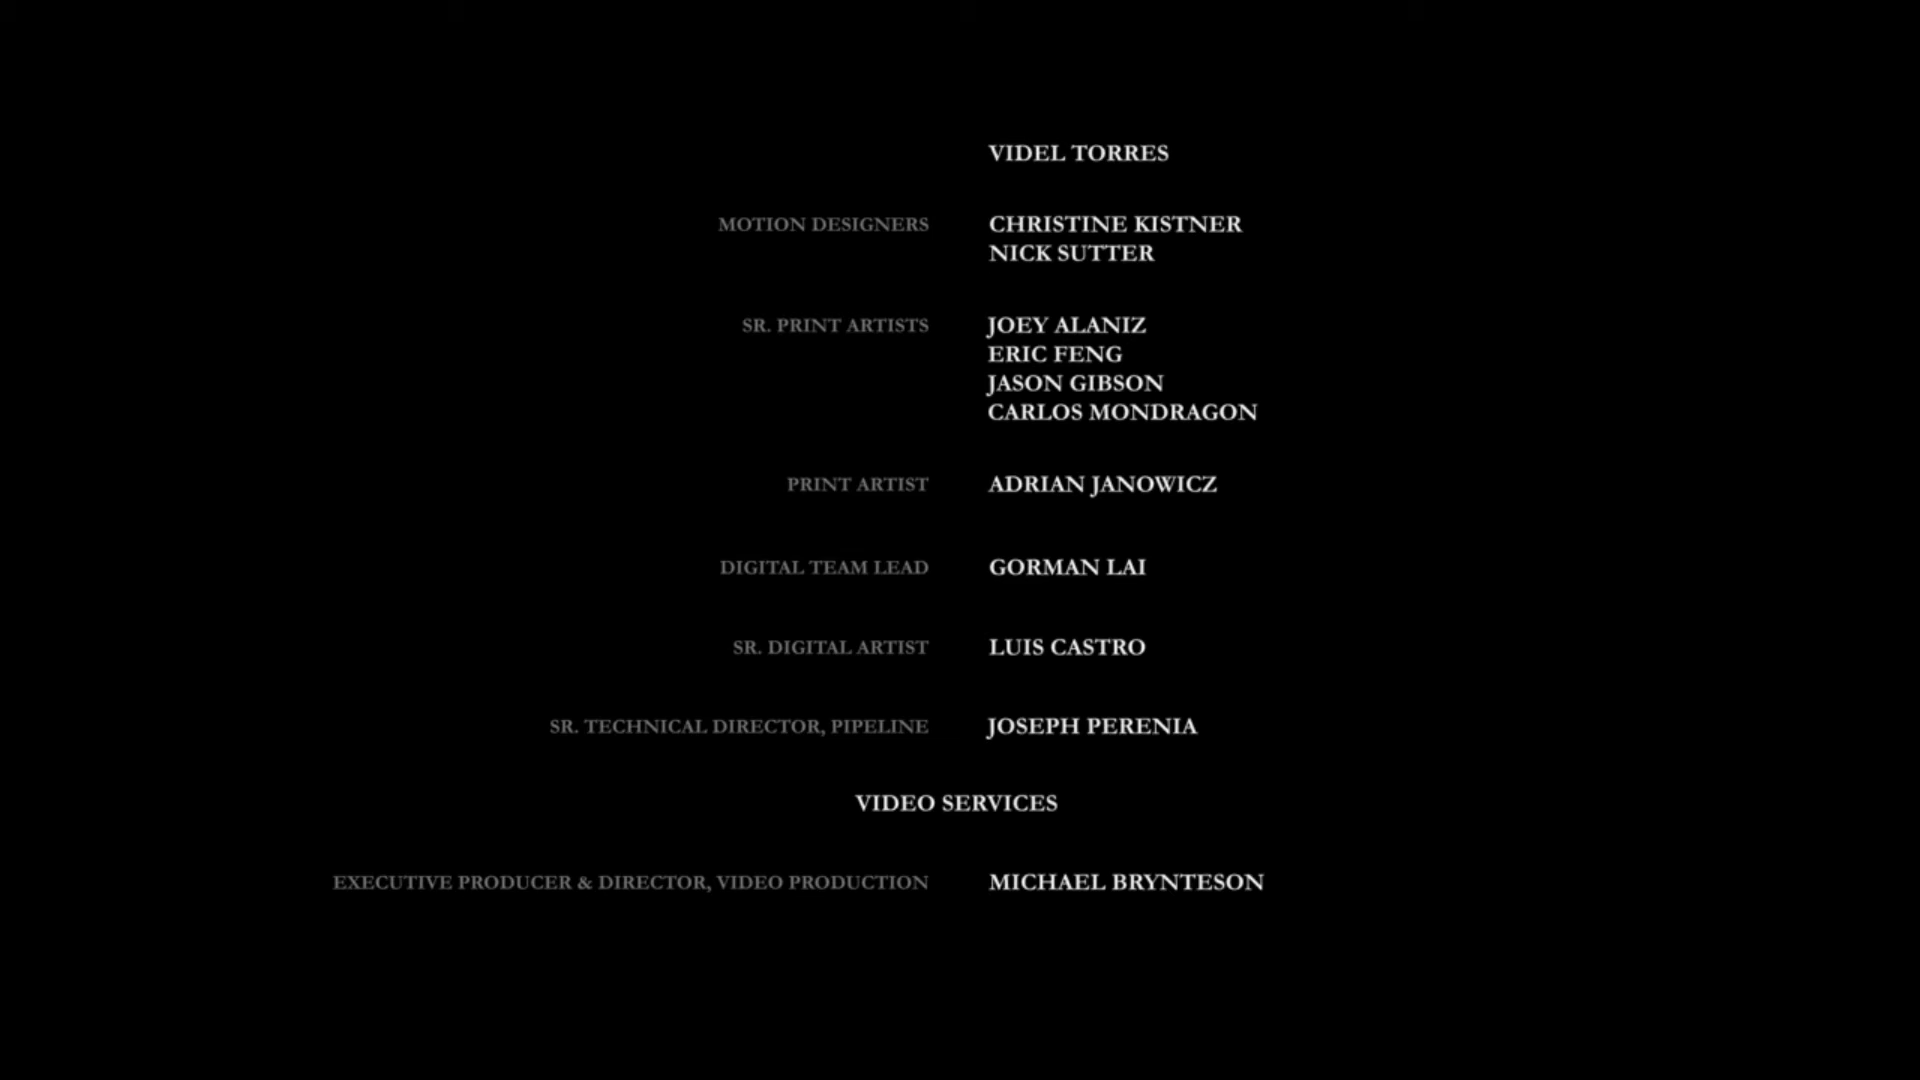 VIDEL TORRES
MOTION DESIGNERS CHRISTINE KISTNER
NICK SUTTER
SR. PRINT ARTISTS JOEY ALANIZ
ERIC FENG
JASON GIBSON
CARLOS MONDRAGON
PRINT ARTIST ADRIAN JANOWICZ
DIGITAL TEAM LEAD GORMAN LAI
SR. DIGITAL ARTIST LUIS CASTRO
SR. TECHNICAL DIRECTOR, PIPELINE JOSEPH PERENIA
VIDEO SERVICES
EXECUTIVE PRODUCER & DIRECTOR, VIDEO PRODUCTION MICHAEL BRYNTESON